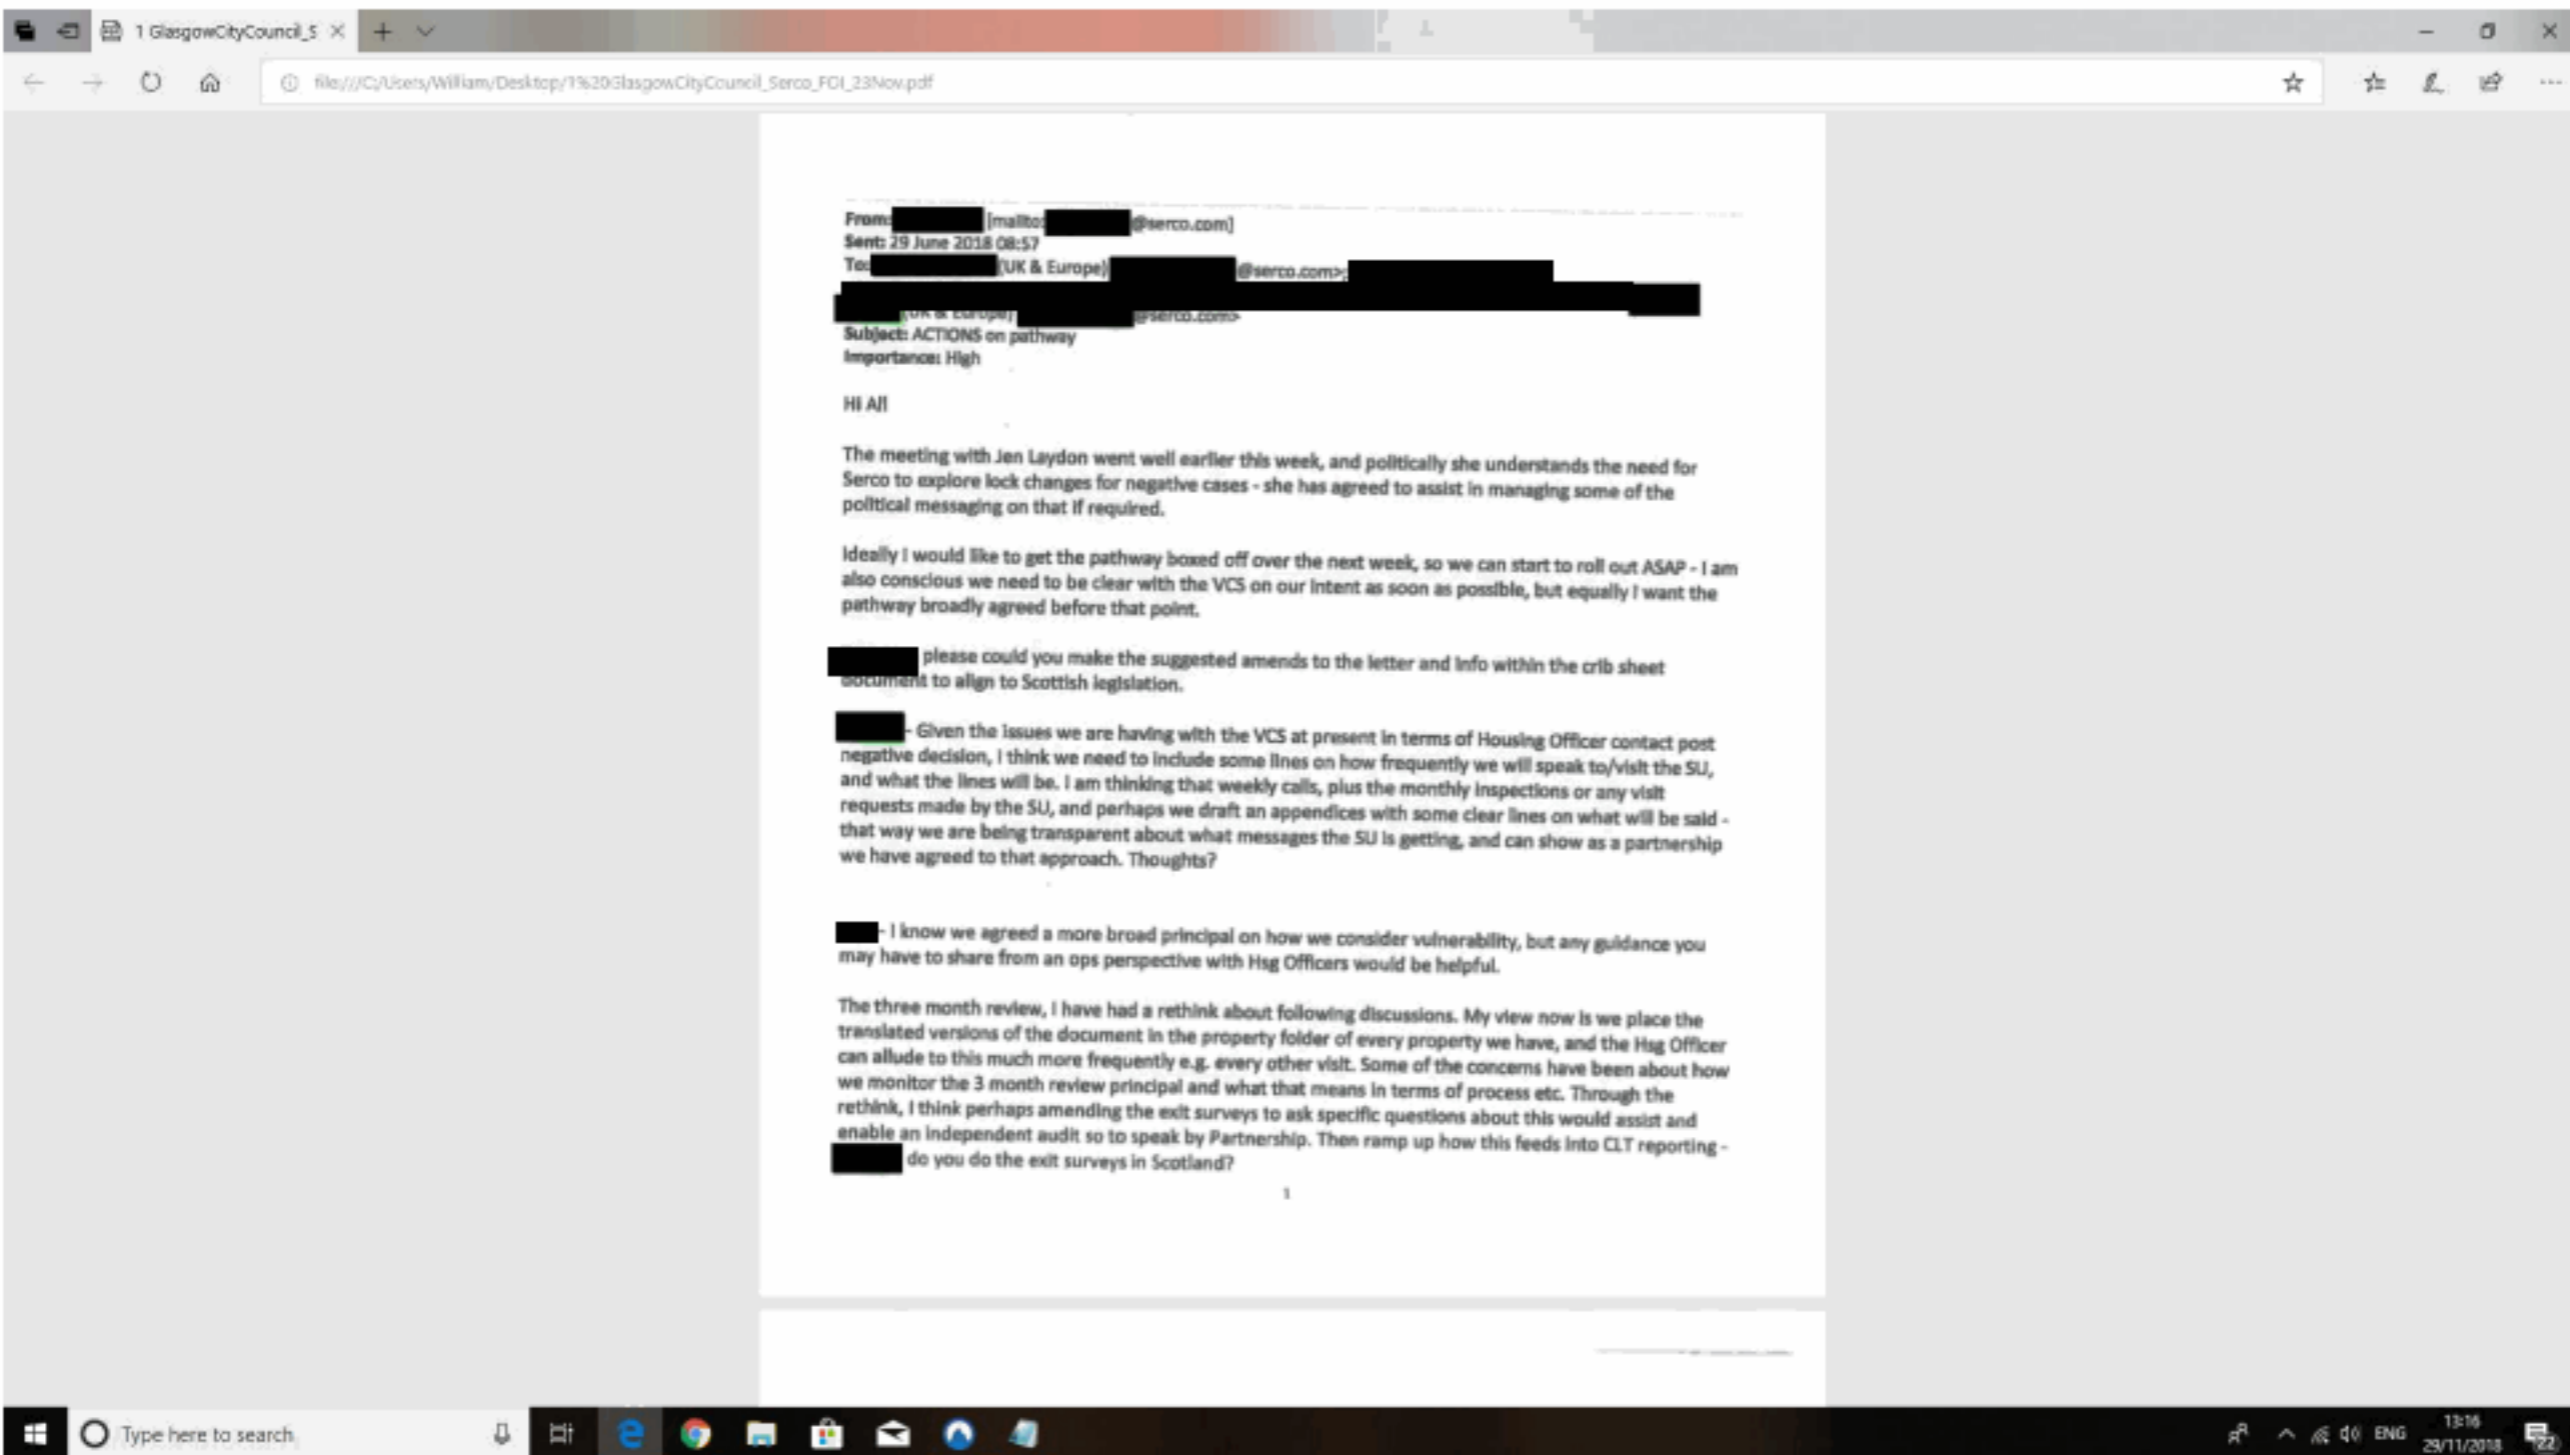 1 GlasgowCityCouncil_S
file:///C:/Users/William/Desktop/1%20GlasgowCityCouncil_Serco_FOI_23Nov.pdf
From: [mailto: @serco.com]
Sent: 29 June 2018 08:57
To: (UK & Europe) @serco.com>;
(UK & Europe) @serco.com>
Subject: ACTIONS on pathway
Importance: High
Hi All
The meeting with Jen Laydon went well earlier this week, and politically she understands the need for
Serco to explore lock changes for negative cases - she has agreed to assist in managing some of the
political messaging on that if required.
Ideally I would like to get the pathway boxed off over the next week, so we can start to roll out ASAP - I am
also conscious we need to be clear with the VCS on our intent as soon as possible, but equally I want the
pathway broadly agreed before that point.
please could you make the suggested amends to the letter and info within the crib sheet
document to align to Scottish legislation.
- Given the issues we are having with the VCS at present in terms of Housing Officer contact post
negative decision, I think we need to include some lines on how frequently we will speak to/visit the SU,
and what the lines will be. I am thinking that weekly calls, plus the monthly inspections or any visit
requests made by the SU, and perhaps we draft an appendices with some clear lines on what will be said -
that way we are being transparent about what messages the SU is getting, and can show as a partnership
we have agreed to that approach. Thoughts?
- I know we agreed a more broad principal on how we consider vulnerability, but any guidance you
may have to share from an ops perspective with Hsg Officers would be helpful.
The three month review, I have had a rethink about following discussions. My view now is we place the
translated versions of the document in the property folder of every property we have, and the Hsg Officer
can allude to this much more frequently e.g. every other visit. Some of the concerns have been about how
we monitor the 3 month review principal and what that means in terms of process etc. Through the
rethink, I think perhaps amending the exit surveys to ask specific questions about this would assist and
enable an independent audit so to speak by Partnership. Then ramp up how this feeds into CLT reporting -
do you do the exit surveys in Scotland?
1
Type here to search
ENG
13:16
29/11/2018
22